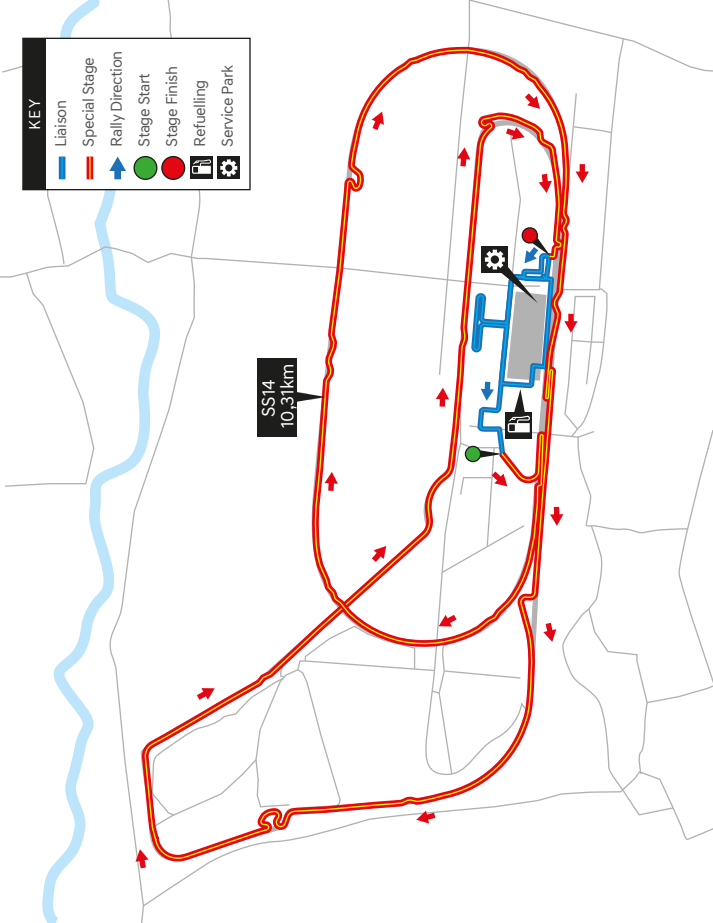 KEY
Liaison
Special Stage
Rally Direction
Stage Start
Stage Finish
Refuelling
Service Park
SS14
10,31km